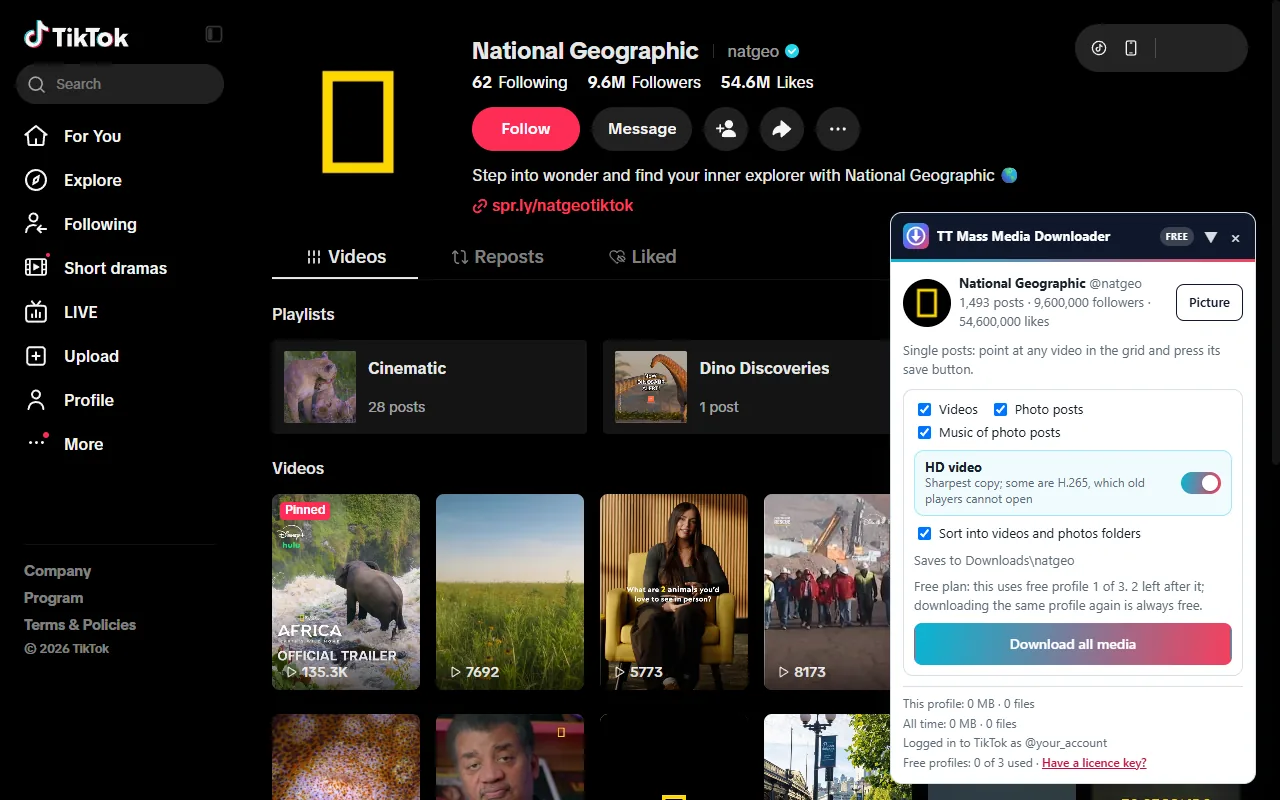 TikTok
Search
For You
Explore
Following
Short dramas
LIVE
Upload
Profile
More
Company
Program
Terms & Policies
© 2026 TikTok
National Geographic natgeo
62 Following 9.6M Followers 54.6M Likes
Follow Message
Step into wonder and find your inner explorer with National Geographic
spr.ly/natgeotiktok
Videos Reposts Liked
Playlists
Cinematic
28 posts
Dino Discoveries
1 post
Videos
Pinned
Disney+
hulu
AFRICA
OFFICIAL TRAILER
135.3K
7692
What are 2 animals you'd
love to see in person?
5773
8173
TT Mass Media Downloader FREE
National Geographic @natgeo
1,493 posts · 9,600,000 followers ·
54,600,000 likes
Picture
Single posts: point at any video in the grid and press its
save button.
Videos Photo posts
Music of photo posts
HD video
Sharpest copy; some are H.265, which old
players cannot open
Sort into videos and photos folders
Saves to Downloads\natgeo
Free plan: this uses free profile 1 of 3. 2 left after it;
downloading the same profile again is always free.
Download all media
This profile: 0 MB · 0 files
All time: 0 MB · 0 files
Logged in to TikTok as @your_account
Free profiles: 0 of 3 used · Have a licence key?